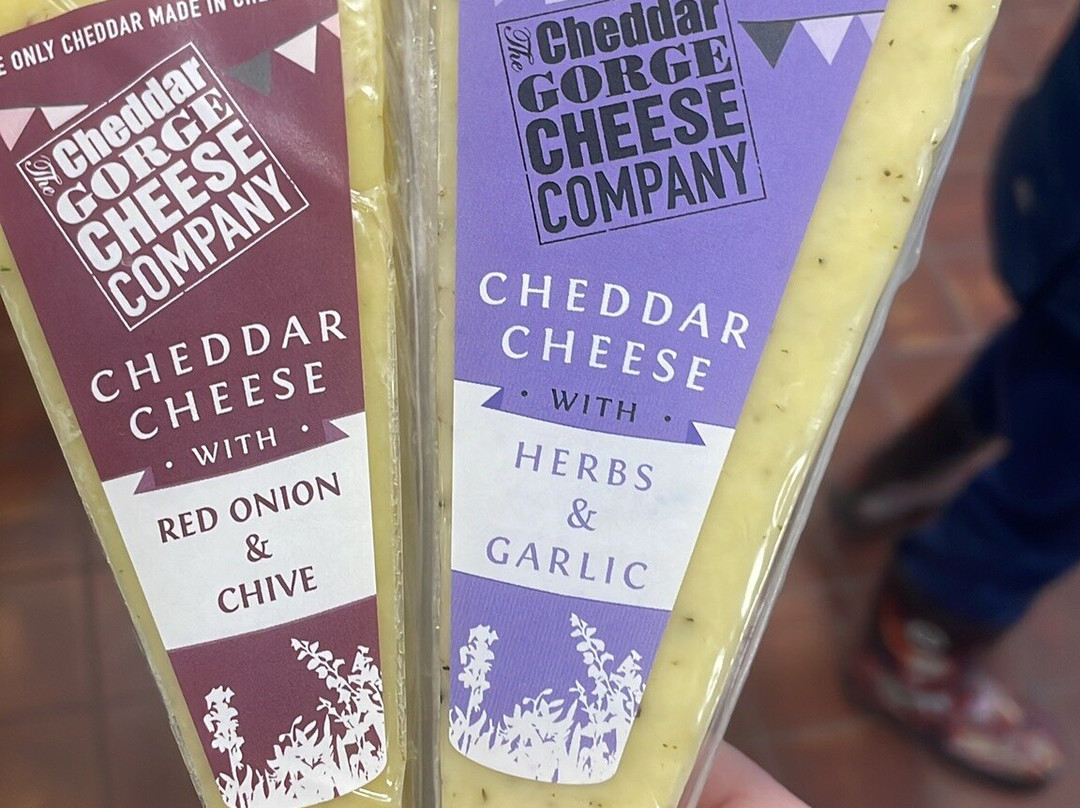 ONLY CHEDDAR MADE IN
The
Cheddar
GORGE
CHEESE
COMPANY
CHEDDAR
CHEESE
• WITH •
RED ONION
&
CHIVE
The
Cheddar
GORGE
CHEESE
COMPANY
CHEDDAR
CHEESE
• WITH •
HERBS
&
GARLIC